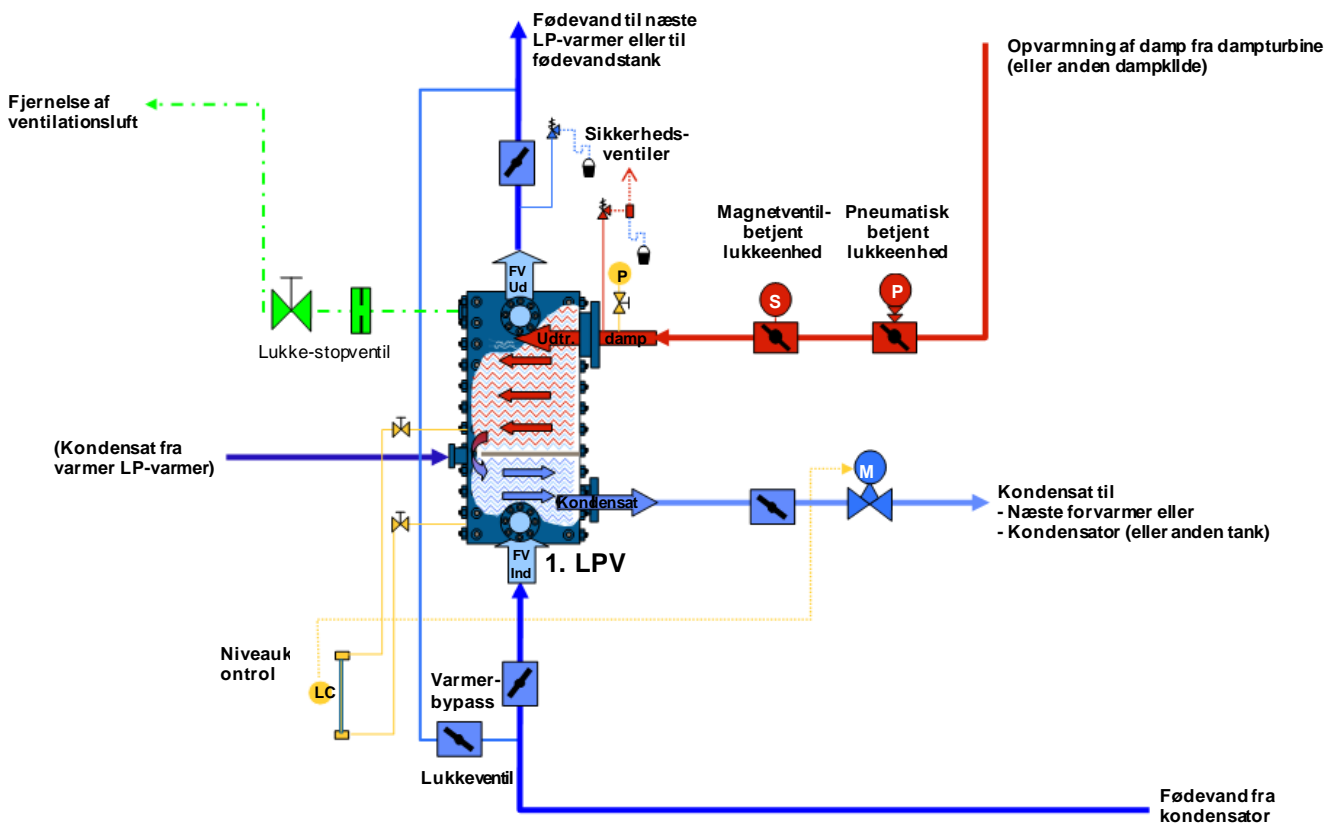 Fødevand til næste
LP-varmer eller til
fødevandstank
Opvarmning af damp fra dampturbine
(eller anden dampkilde)
Fjernelse af
ventilationsluft
Sikkerheds-
ventiler
Magnetventil-
betjent
lukkeenhed
Pneumatisk
betjent
lukkeenhed
FV
Ud
P
S
P
Udtr. damp
Lukke-stopventil
(Kondensat fra
varmer LP-varmer)
M
Kondensat
Kondensat til
- Næste forvarmer eller
- Kondensator (eller anden tank)
FV
Ind
1. LPV
Niveauk
ontrol
LC
Varmer-
bypass
Lukkeventil
Fødevand fra
kondensator